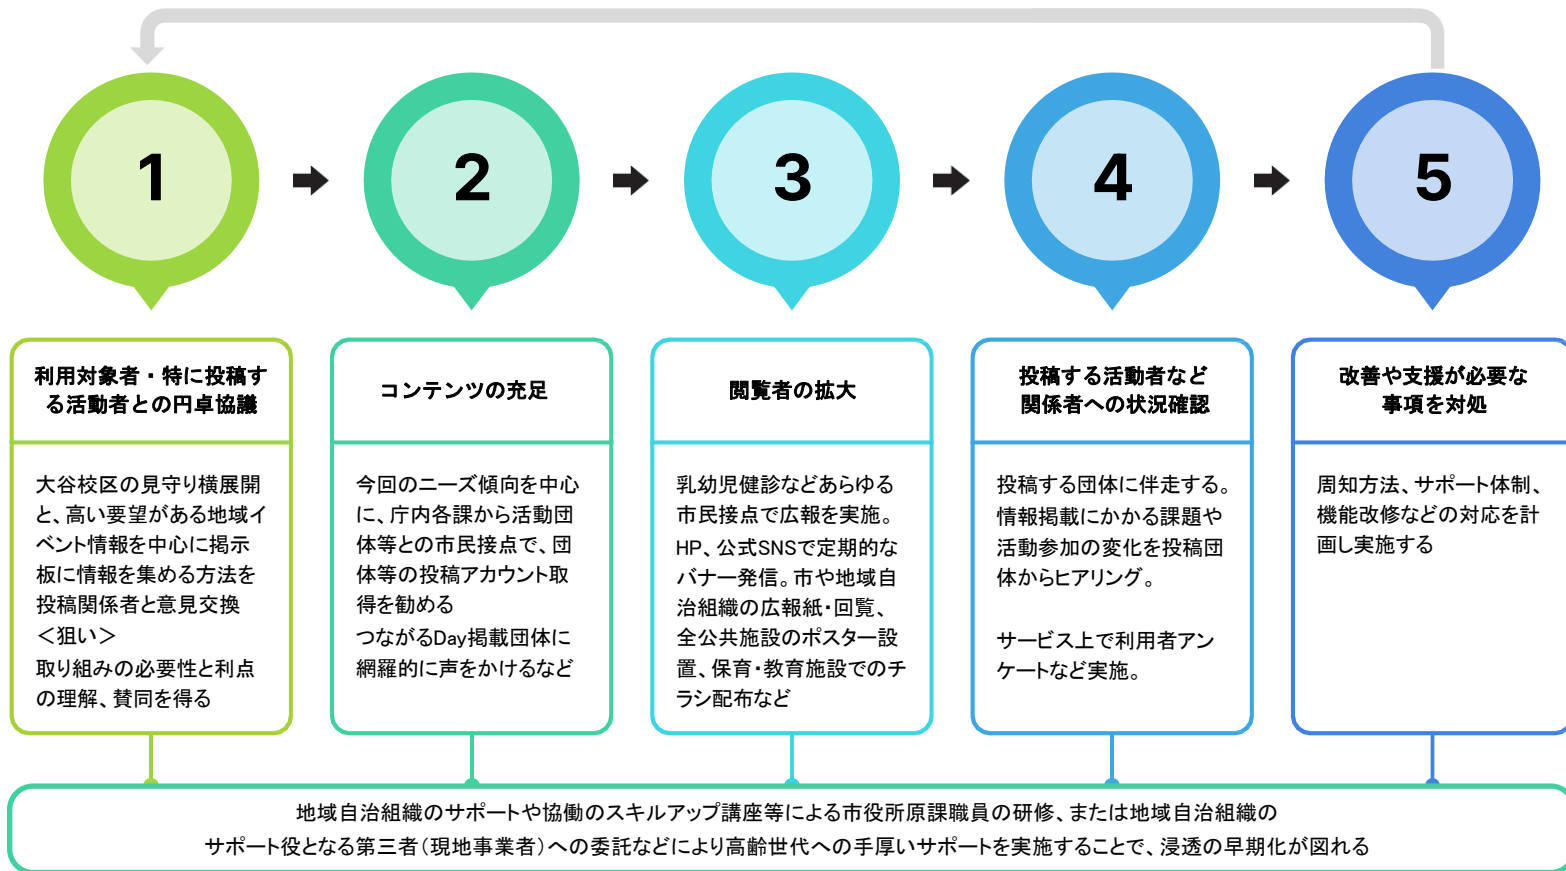 1
2
3
4
5
利用対象者・特に投稿す
る活動者との円卓協議
大谷校区の見守り横展開
と、高い要望がある地域イ
ベント情報を中心に掲示
板に情報を集める方法を
投稿関係者と意見交換
＜狙い＞
取り組みの必要性と利点
の理解、賛同を得る
コンテンツの充足
今回のニーズ傾向を中心
に、庁内各課から活動団
体等との市民接点で、団
体等の投稿アカウント取
得を勧める
つながるDay掲載団体に
網羅的に声をかけるなど
閲覧者の拡大
乳幼児健診などあらゆる
市民接点で広報を実施。
HP、公式SNSで定期的な
バナー発信。市や地域自
治組織の広報紙・回覧、
全公共施設のポスター設
置、保育・教育施設でのチ
ラシ配布など
投稿する活動者など
関係者への状況確認
投稿する団体に伴走する。
情報掲載にかかる課題や
活動参加の変化を投稿団
体からヒアリング。
サービス上で利用者アン
ケートなど実施。
改善や支援が必要な
事項を対処
周知方法、サポート体制、
機能改修などの対応を計
画し実施する
地域自治組織のサポートや協働のスキルアップ講座等による市役所原課職員の研修、または地域自治組織の
サポート役となる第三者（現地事業者）への委託などにより高齢世代への手厚いサポートを実施することで、浸透の早期化が図れる